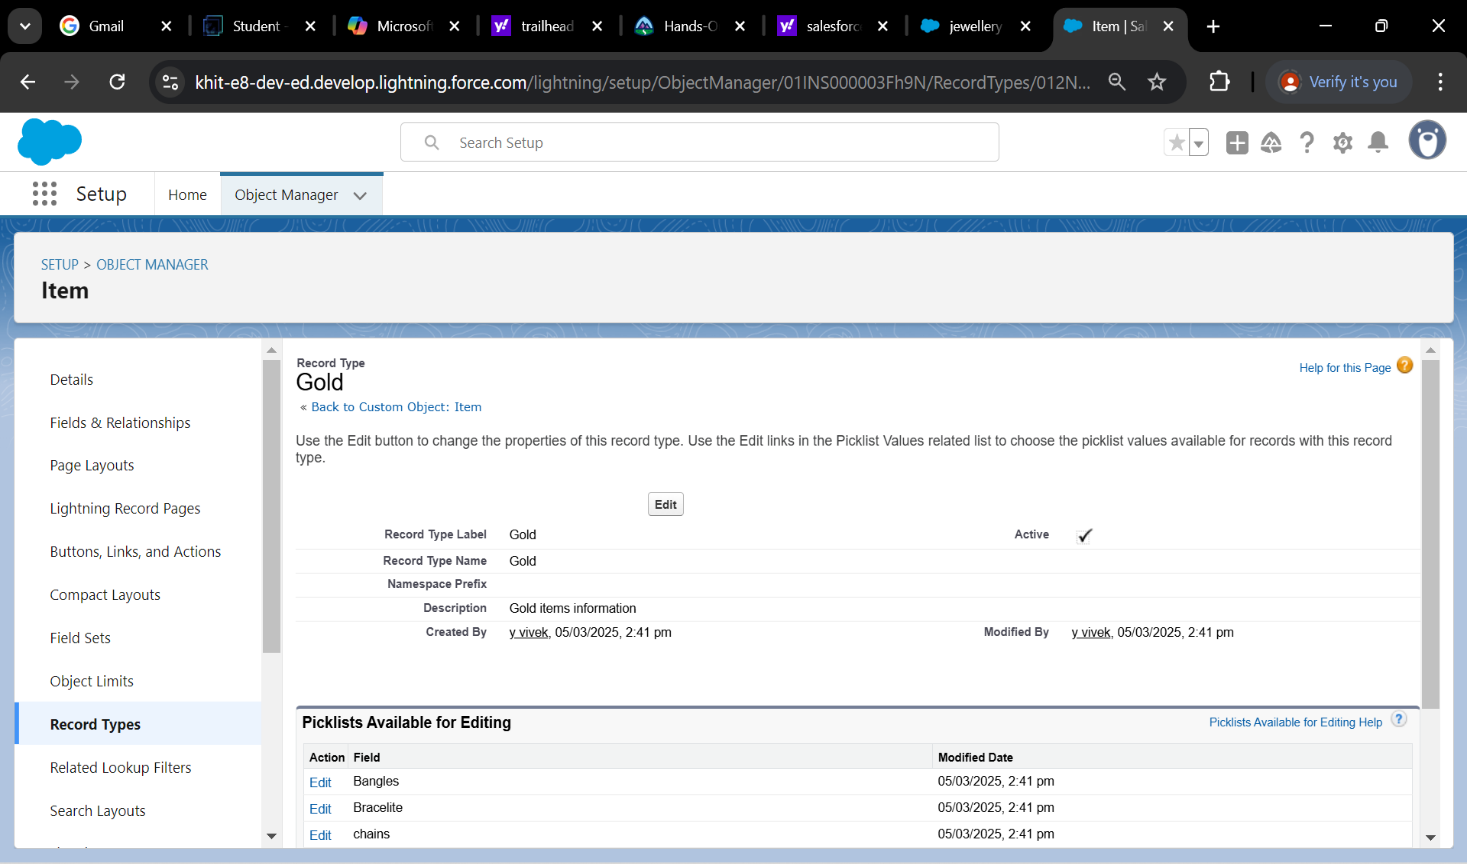 Gmail
Student -
Microsoft
trailhead
Hands-O
salesforc
jewellery
Item | Sal
khit-e8-dev-ed.develop.lightning.force.com/lightning/setup/ObjectManager/01INS000003Fh9N/RecordTypes/012N...
Verify it's you
Search Setup
Setup
Home
Object Manager
SETUP > OBJECT MANAGER
Item
Details
Fields & Relationships
Page Layouts
Lightning Record Pages
Buttons, Links, and Actions
Compact Layouts
Field Sets
Object Limits
Record Types
Related Lookup Filters
Search Layouts
Record Type
Gold
« Back to Custom Object: Item
Help for this Page
Use the Edit button to change the properties of this record type. Use the Edit links in the Picklist Values related list to choose the picklist values available for records with this record
type.
Edit
Record Type Label Gold Active
Record Type Name Gold
Namespace Prefix
Description Gold items information
Created By y vivek, 05/03/2025, 2:41 pm Modified By y vivek, 05/03/2025, 2:41 pm
Picklists Available for Editing
Picklists Available for Editing Help ?
Action Field Modified Date
Edit Bangles 05/03/2025, 2:41 pm
Edit Bracelite 05/03/2025, 2:41 pm
Edit chains 05/03/2025, 2:41 pm